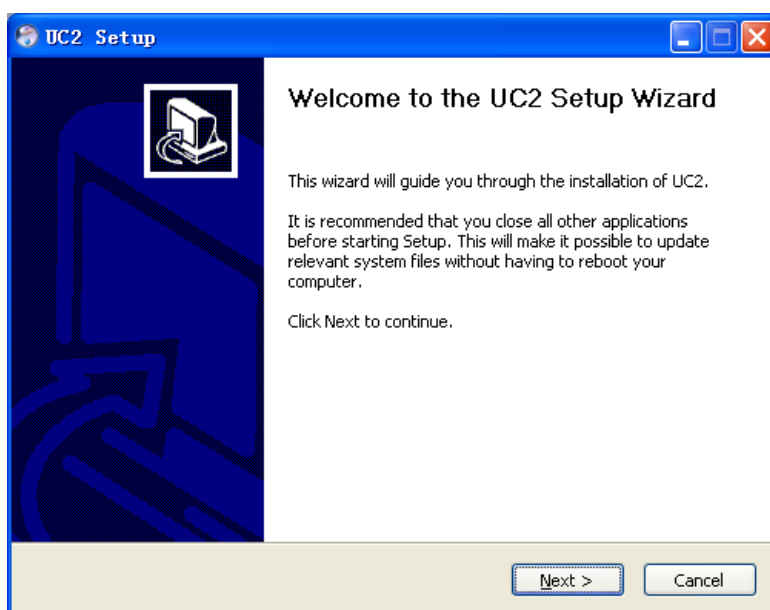 UC2 Setup
Welcome to the UC2 Setup Wizard
This wizard will guide you through the installation of UC2.
It is recommended that you close all other applications
before starting Setup. This will make it possible to update
relevant system files without having to reboot your
computer.
Click Next to continue.
Next >
Cancel